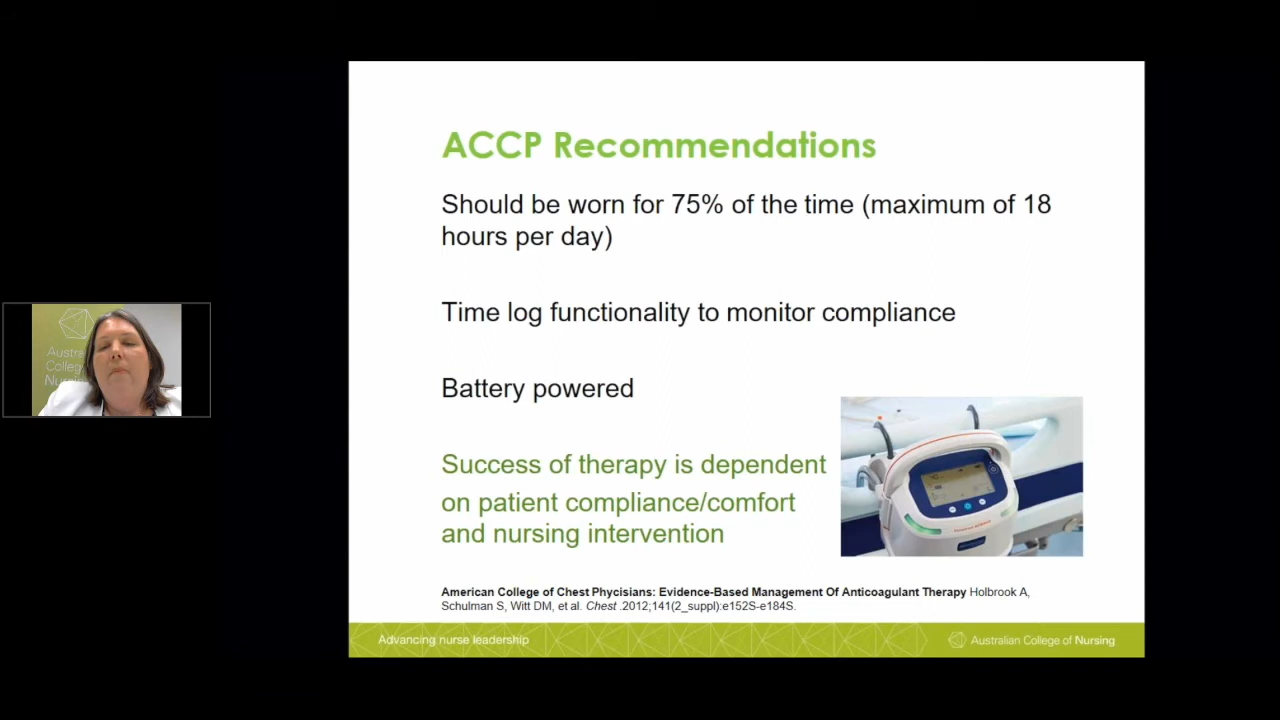 ACCP Recommendations
Should be worn for 75% of the time (maximum of 18
hours per day)
Time log functionality to monitor compliance
Battery powered
Success of therapy is dependent
on patient compliance/comfort
and nursing intervention
American College of Chest Phycisians: Evidence-Based Management Of Anticoagulant Therapy Holbrook A,
Schulman S, Witt DM, et al. Chest .2012;141(2_suppl):e152S-e184S.
Advancing nurse leadership
Australian College of Nursing